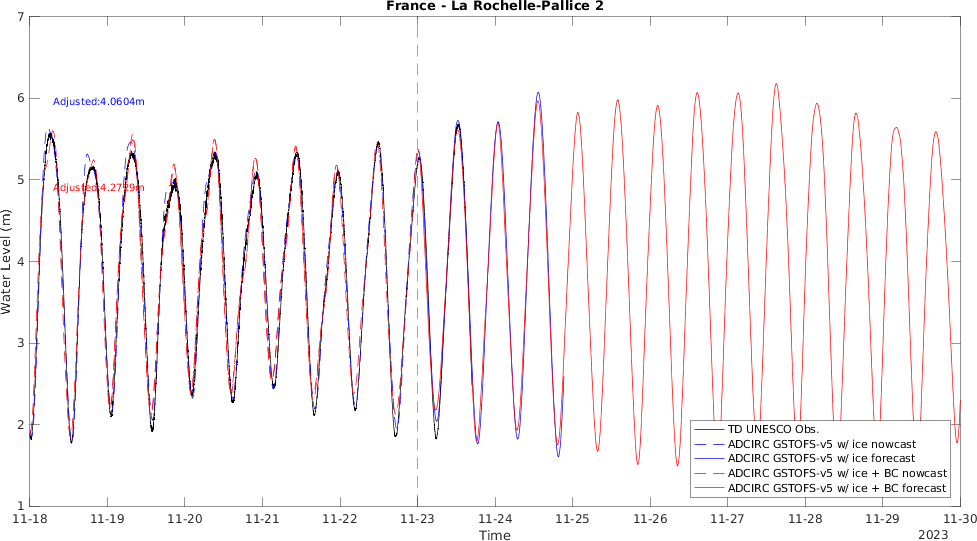 France - La Rochelle-Pallice 2
7
6
5
4
3
2
1
Water Level (m)
Adjusted:4.0604m
Adjusted:4.2729m
TD UNESCO Obs.
ADCIRC GSTOFS-v5 w/ ice nowcast
ADCIRC GSTOFS-v5 w/ ice forecast
ADCIRC GSTOFS-v5 w/ ice + BC nowcast
ADCIRC GSTOFS-v5 w/ ice + BC forecast
11-18 11-19 11-20 11-21 11-22 11-23 11-24 11-25 11-26 11-27 11-28 11-29 11-30
Time
2023